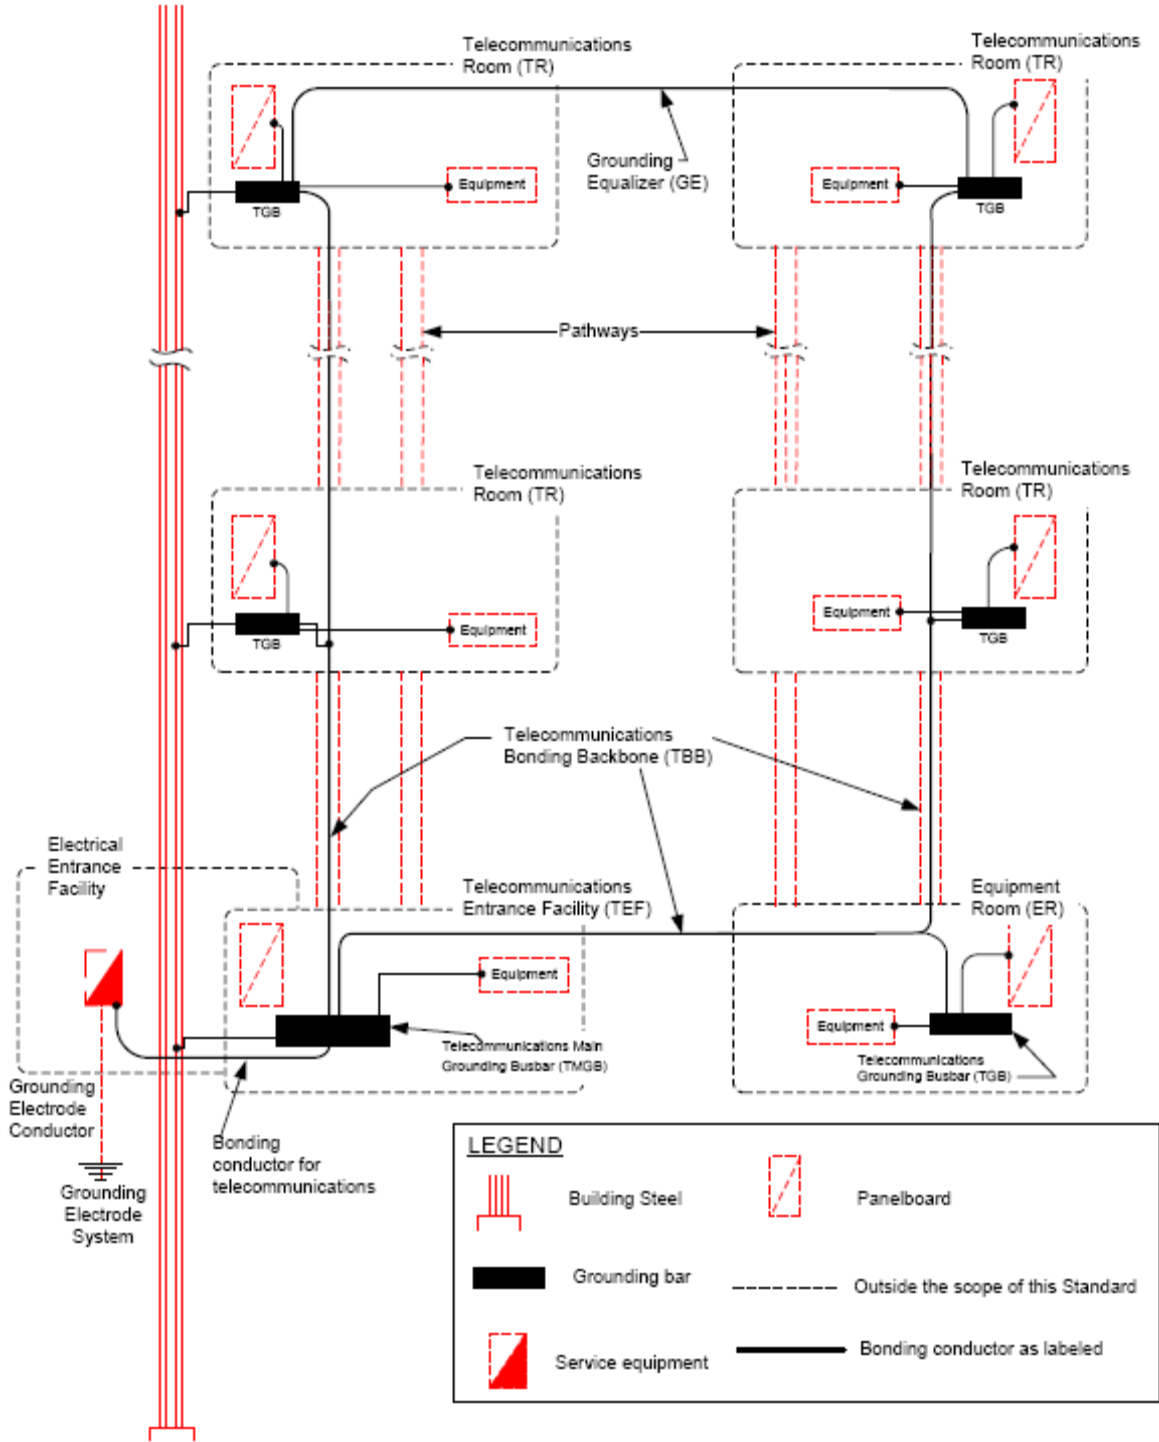 Telecommunications
Room (TR)
Telecommunications
Room (TR)
Grounding
Equalizer (GE)
Equipment
TGB
Equipment
TGB
Pathways
Telecommunications
Room (TR)
Telecommunications
Room (TR)
Equipment
TGB
Equipment
TGB
Telecommunications
Bonding Backbone (TBB)
Electrical
Entrance
Facility
Telecommunications
Entrance Facility (TEF)
Equipment
Room (ER)
Equipment
Telecommunications Main
Grounding Busbar (TMGB)
Equipment
Telecommunications
Grounding Busbar (TGB)
Grounding
Electrode
Conductor
Bonding
conductor for
telecommunications
Grounding
Electrode
System
LEGEND
Building Steel
Panelboard
Grounding bar
Outside the scope of this Standard
Service equipment
Bonding conductor as labeled